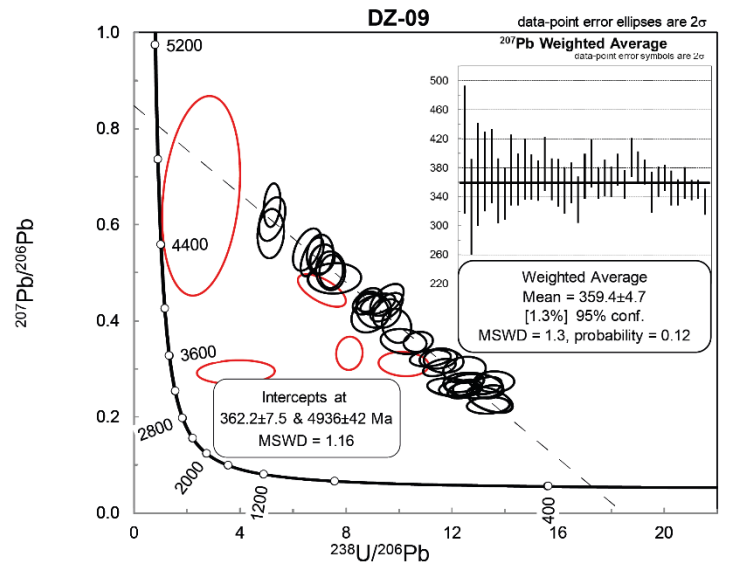 DZ-09
data-point error ellipses are 2σ
1.0
0.8
0.6
0.4
0.2
0.0
²⁰⁷Pb/²⁰⁶Pb
5200
4400
3600
2800
2000
1200
400
²⁰⁷Pb Weighted Average
data-point error symbols are 2σ
500
460
420
380
340
300
260
220
Weighted Average
Mean = 359.4±4.7
[1.3%] 95% conf.
MSWD = 1.3, probability = 0.12
Intercepts at
362.2±7.5 & 4936±42 Ma
MSWD = 1.16
0
4
8
12
16
20
²³⁸U/²⁰⁶Pb